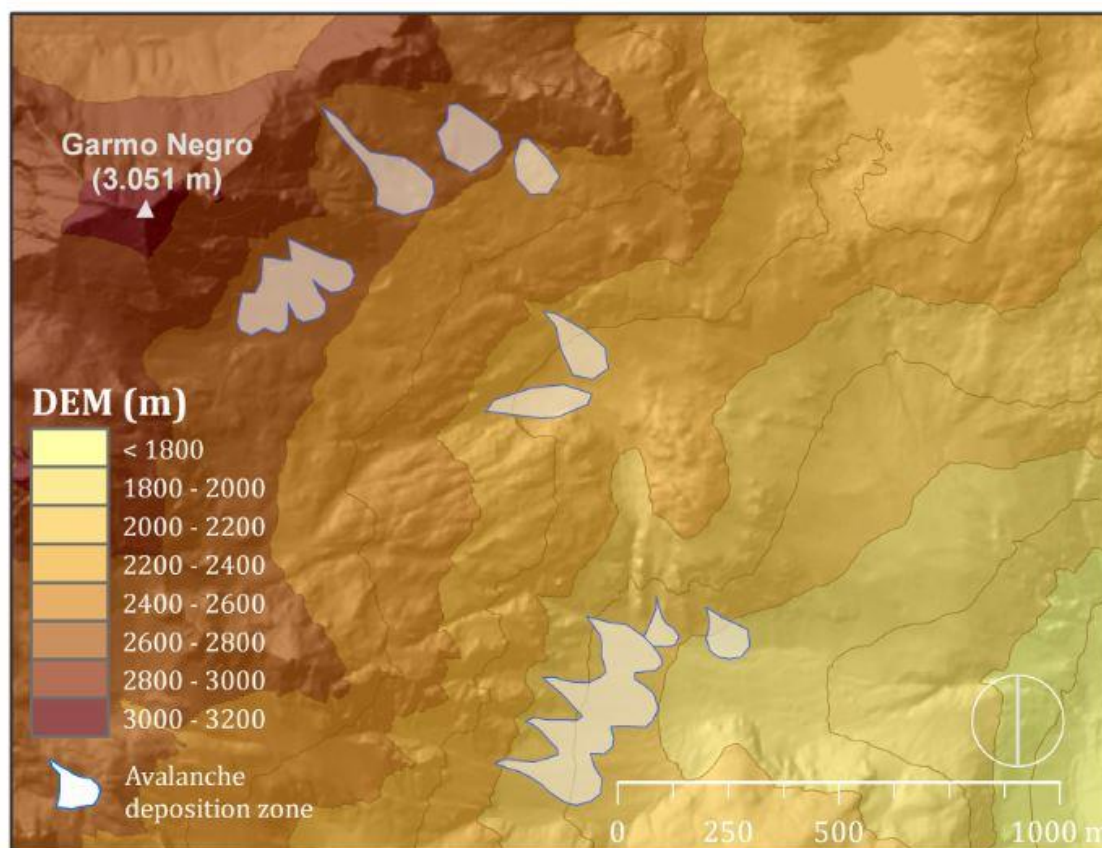 Garmo Negro
(3.051 m)
DEM (m)
< 1800
1800 - 2000
2000 - 2200
2200 - 2400
2400 - 2600
2600 - 2800
2800 - 3000
3000 - 3200
Avalanche
deposition zone
0 250 500 1000 m